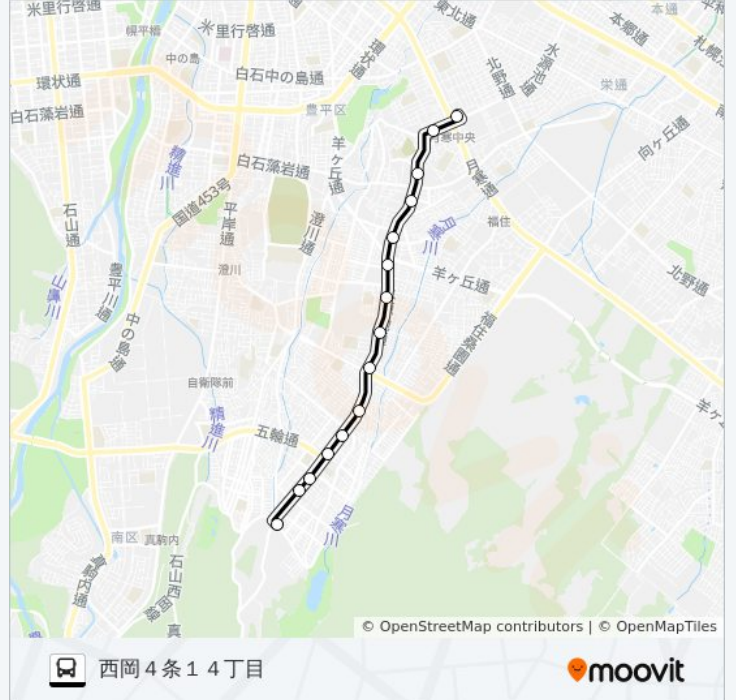 米里行啓通
幌平橋
米里行啓通
東北通
本通
本郷通
中の島
環状通
水源池通
北野通
環状通
白石中の島通
栄通
白石藻岩通
豊平区
月寒中央
向ヶ丘通
羊ヶ丘通
精進川
白石藻岩通
月寒通
国道453号
石山通
平岸通
澄川通
月寒川
福住
澄川
羊ヶ丘通
北野通
山鼻川
豊平川通
中の島通
福住桑園通
自衛隊前
精進川
五輪通
月寒川
南区
真駒内
石山西岡線
真駒内通
© OpenStreetMap contributors | © OpenMapTiles
西岡４条１４丁目
moovit